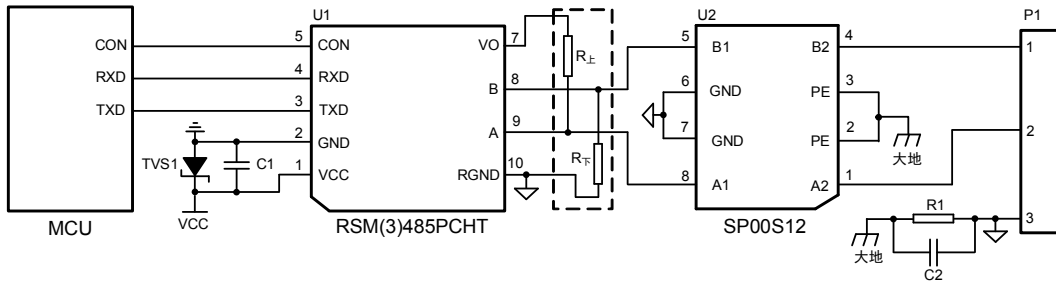 MCU
CON
RXD
TXD
5
4
3
2
1
TVS1
C1
VCC
U1
CON
RXD
TXD
GND
VCC
VO
B
A
RGND
7
8
9
10
RSM(3)485PCHT
R上
R下
U2
5
6
7
8
B1
GND
GND
A1
B2
PE
PE
A2
4
3
2
1
SP00S12
大地
P1
1
2
3
R1
C2
大地